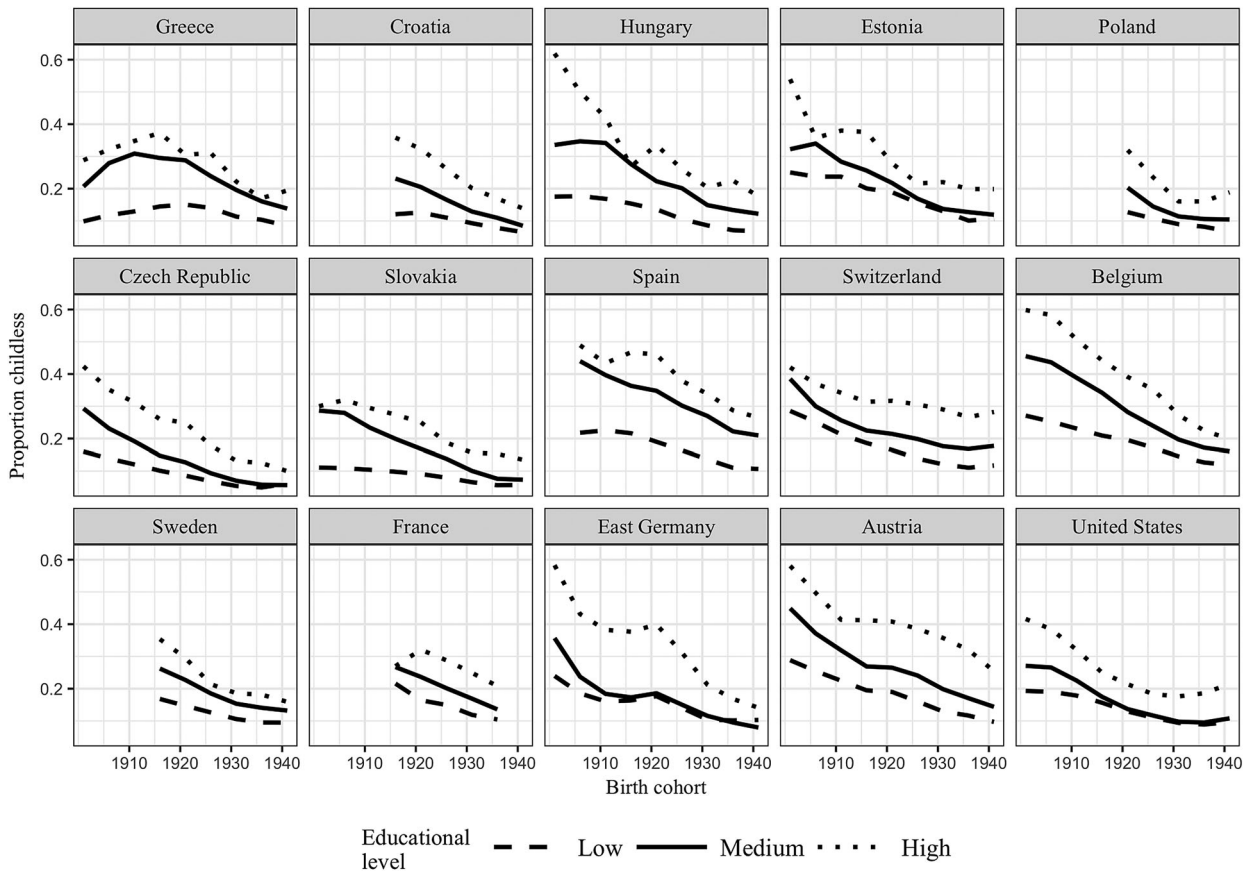 Greece Croatia Hungary Estonia Poland
0.6
0.4
0.2
Czech Republic Slovakia Spain Switzerland Belgium
0.6
0.4
0.2
Proportion childless
Sweden France East Germany Austria United States
0.6
0.4
0.2
1910 1920 1930 1940 1910 1920 1930 1940 1910 1920 1930 1940 1910 1920 1930 1940 1910 1920 1930 1940
Birth cohort
Educational
level
Low Medium High